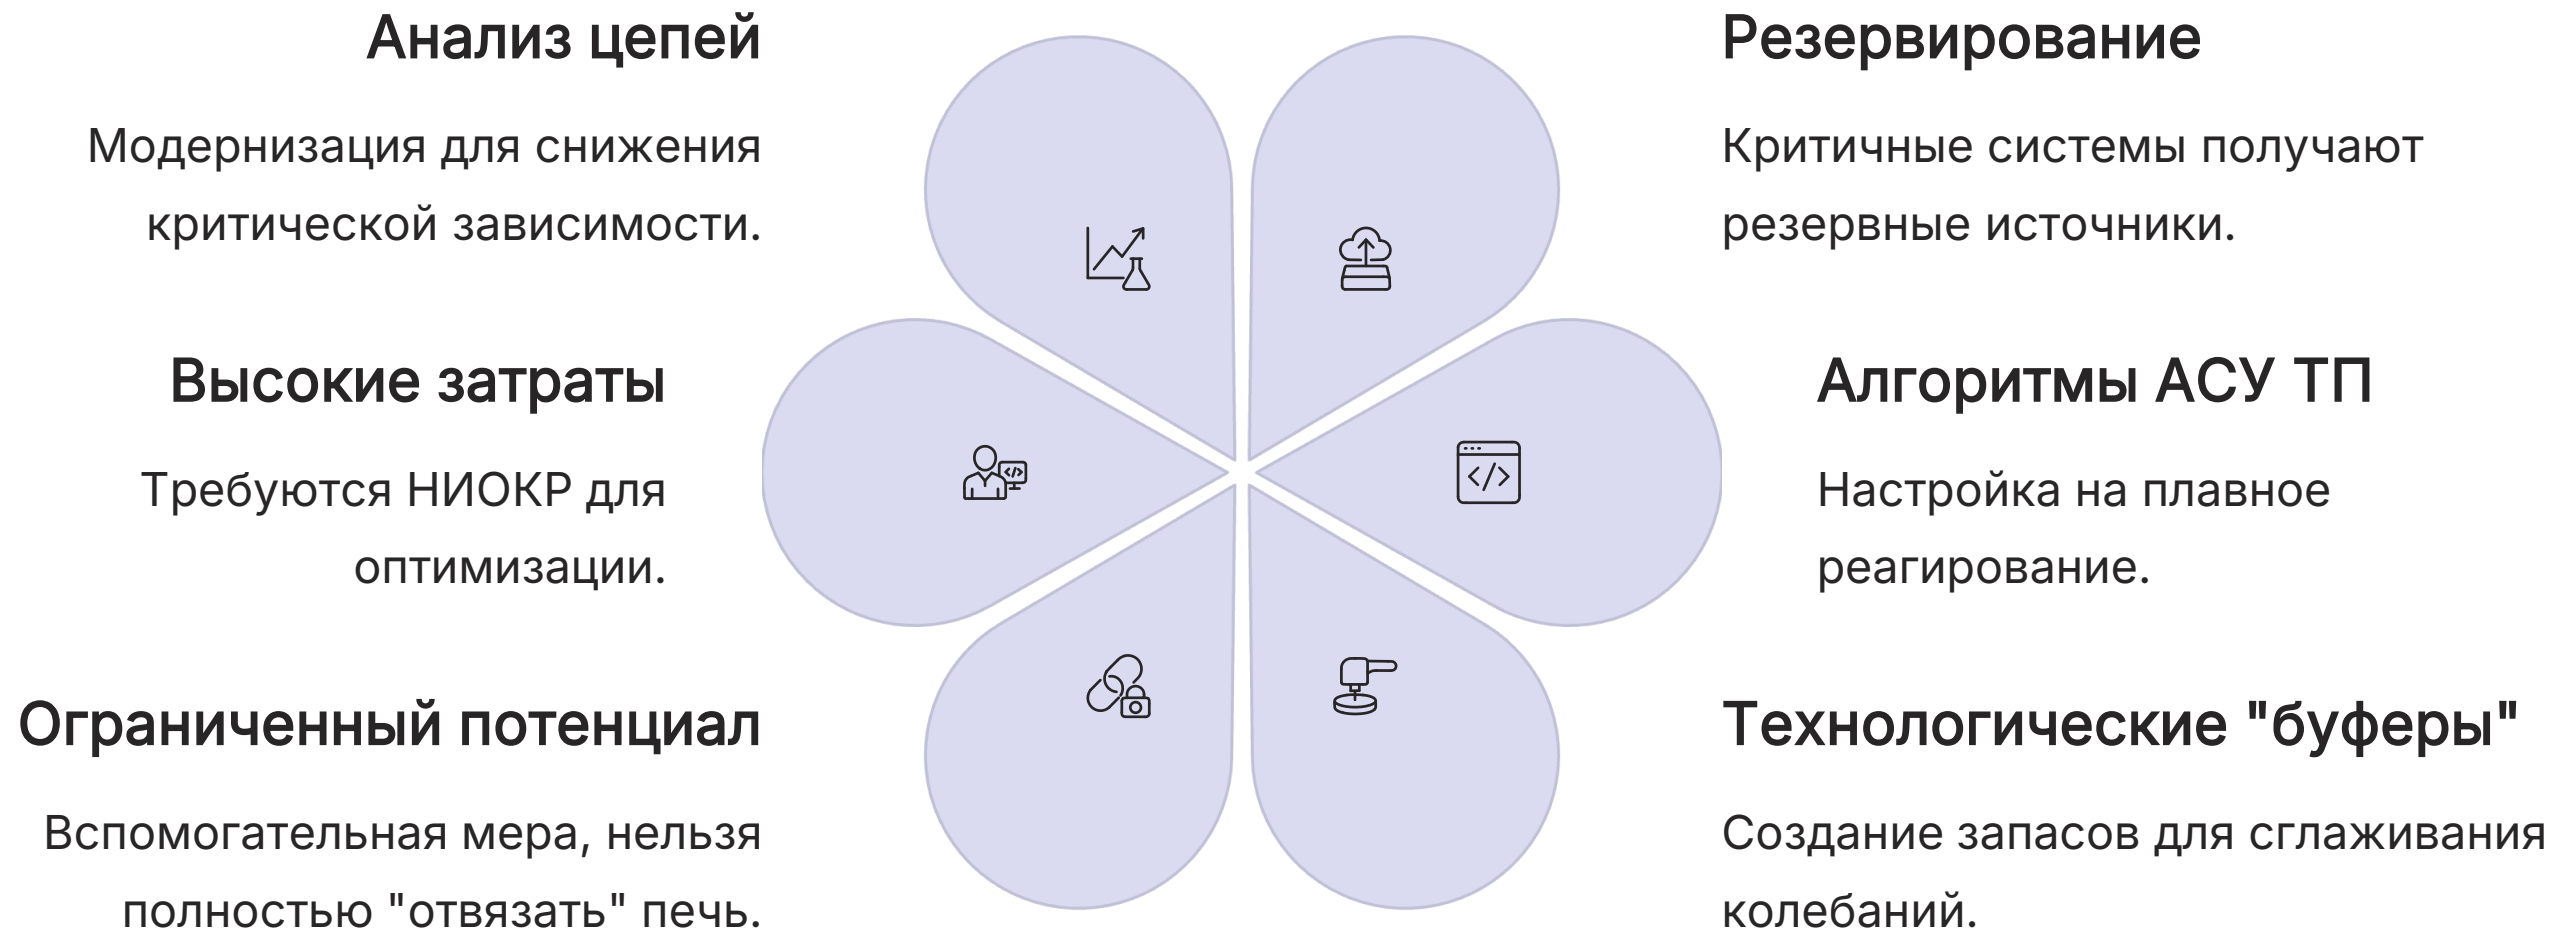 Анализ цепей
Модернизация для снижения
критической зависимости.
Резервирование
Критичные системы получают
резервные источники.
Высокие затраты
Требуются НИОКР для
оптимизации.
Алгоритмы АСУ ТП
Настройка на плавное
реагирование.
Ограниченный потенциал
Вспомогательная мера, нельзя
полностью "отвязать" печь.
Технологические "буферы"
Создание запасов для сглаживания
колебаний.